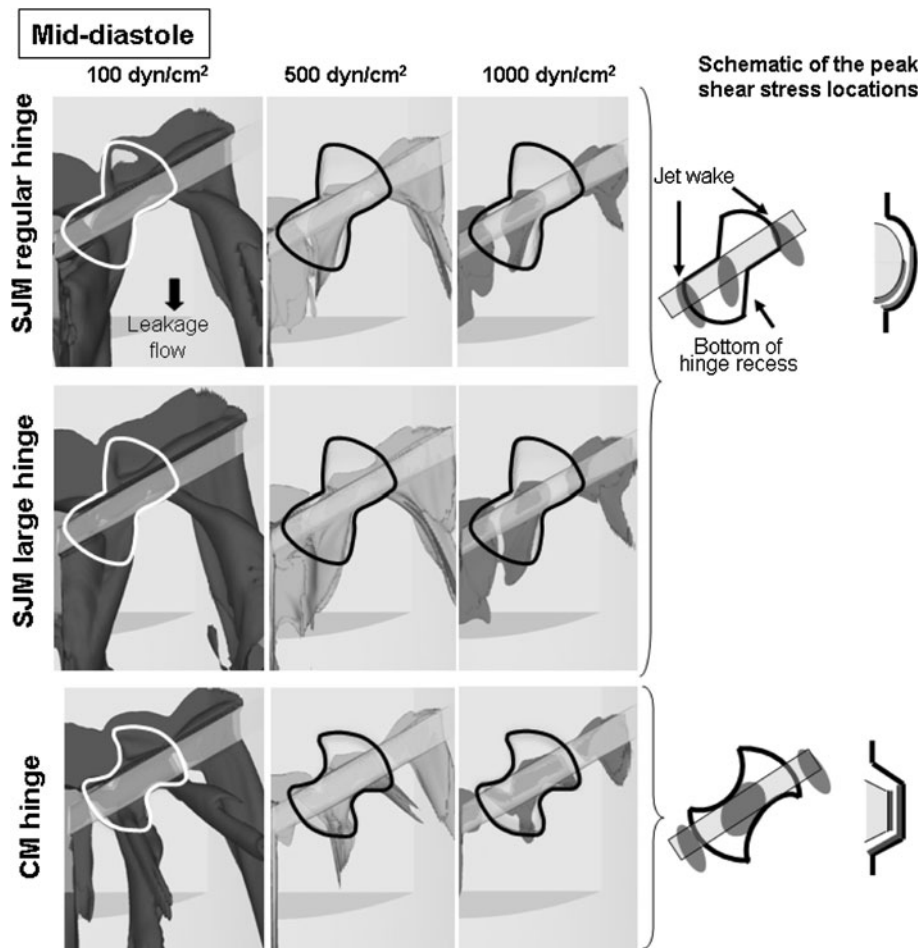 Mid-diastole
100 dyn/cm²
500 dyn/cm²
1000 dyn/cm²
Schematic of the peak
shear stress locations
SJM regular hinge
Leakage
flow
Jet wake
Bottom of
hinge recess
SJM large hinge
CM hinge